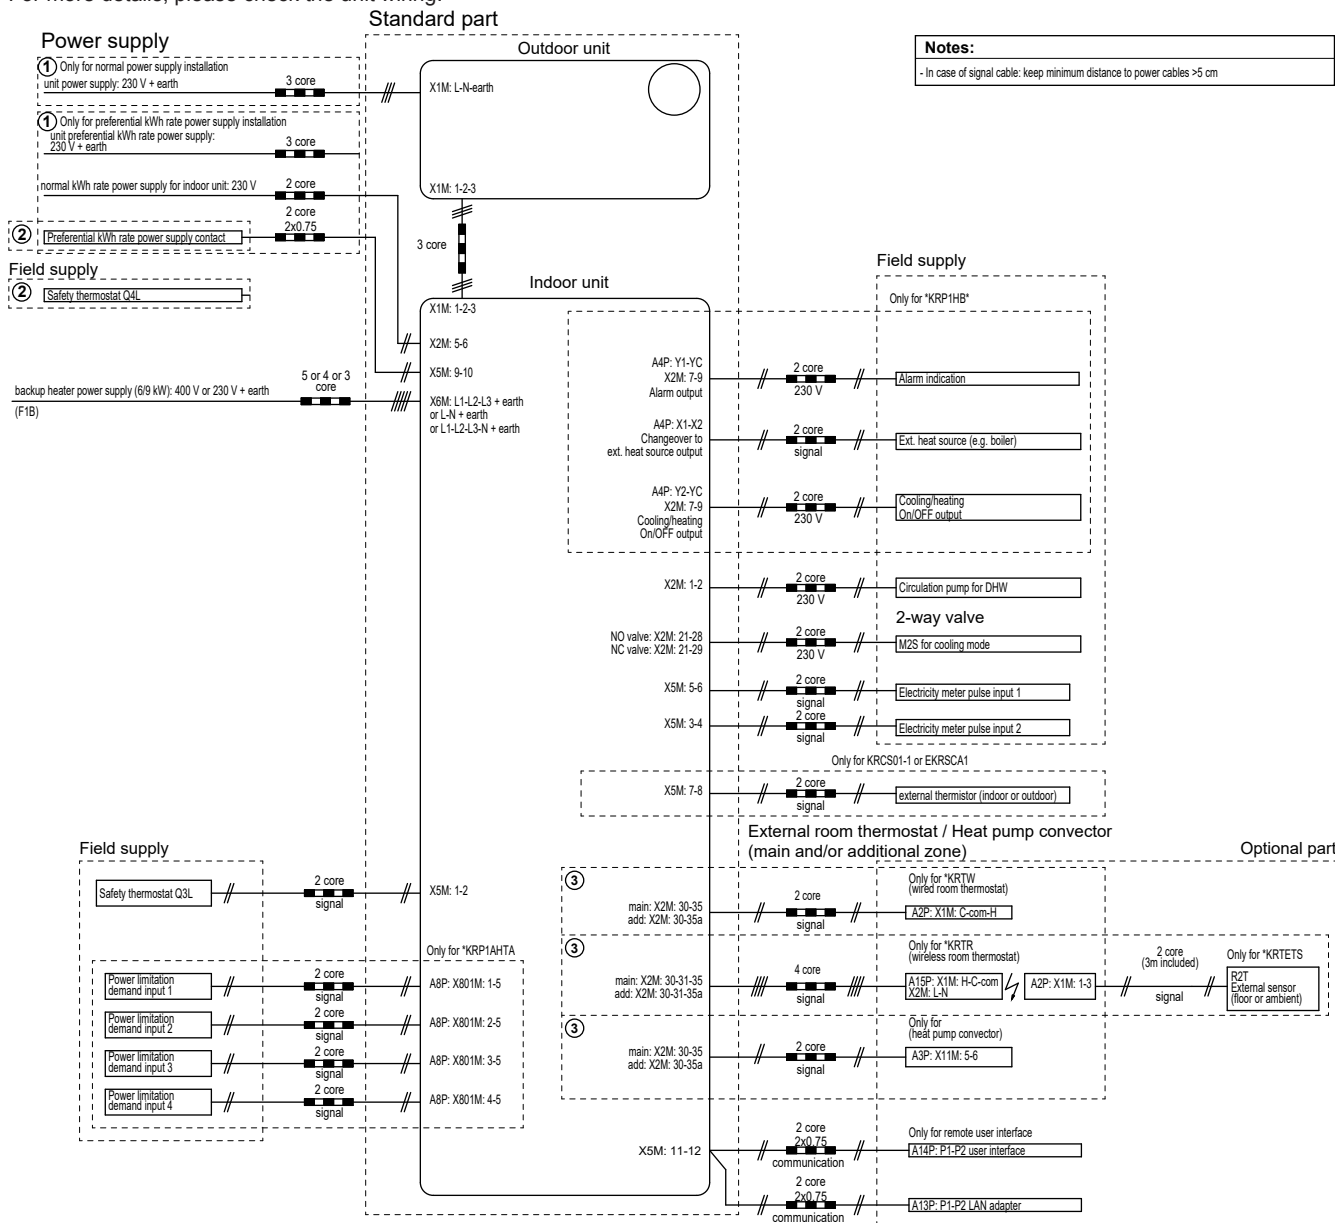 Standard part
Power supply
① Only for normal power supply installation
unit power supply: 230 V + earth
3 core
Outdoor unit
X1M: L-N-earth
Notes:
- In case of signal cable: keep minimum distance to power cables >5 cm
① Only for preferential kWh rate power supply installation
unit preferential kWh rate power supply:
230 V + earth
3 core
normal kWh rate power supply for indoor unit: 230 V
2 core
X1M: 1-2-3
② Preferential kWh rate power supply contact
2 core
2x0.75
3 core
Field supply
② Safety thermostat Q4L
Indoor unit
X1M: 1-2-3
X2M: 5-6
X5M: 9-10
backup heater power supply (6/9 kW): 400 V or 230 V + earth
(F1B)
5 or 4 or 3
core
X6M: L1-L2-L3 + earth
or L-N + earth
or L1-L2-L3-N + earth
Field supply
Only for *KRP1HB*
A4P: Y1-YC
X2M: 7-9
Alarm output
2 core
230 V
Alarm indication
A4P: X1-X2
Changeover to
ext. heat source output
2 core
signal
Ext. heat source (e.g. boiler)
A4P: Y2-YC
X2M: 7-9
Cooling/heating
On/OFF output
2 core
230 V
Cooling/heating
On/OFF output
X2M: 1-2
2 core
230 V
Circulation pump for DHW
2-way valve
NO valve: X2M: 21-28
NC valve: X2M: 21-29
2 core
230 V
M2S for cooling mode
X5M: 5-6
2 core
signal
Electricity meter pulse input 1
X5M: 3-4
2 core
signal
Electricity meter pulse input 2
Only for KRCS01-1 or EKRSCA1
X5M: 7-8
2 core
signal
external thermistor (indoor or outdoor)
External room thermostat / Heat pump convector
(main and/or additional zone)
Optional part
Field supply
Safety thermostat Q3L
2 core
signal
X5M: 1-2
③
main: X2M: 30-35
add: X2M: 30-35a
2 core
signal
Only for *KRTW
(wired room thermostat)
A2P: X1M: C-com-H
Only for *KRP1AHTA
Power limitation
demand input 1
2 core
signal
A8P: X801M: 1-5
Power limitation
demand input 2
2 core
signal
A8P: X801M: 2-5
Power limitation
demand input 3
2 core
signal
A8P: X801M: 3-5
Power limitation
demand input 4
2 core
signal
A8P: X801M: 4-5
③
main: X2M: 30-31-35
add: X2M: 30-31-35a
4 core
signal
Only for *KRTR
(wireless room thermostat)
A15P: X1M: H-C-com
X2M: L-N
A2P: X1M: 1-3
2 core
(3m included)
signal
Only for *KRTETS
R2T
External sensor
(floor or ambient)
③
main: X2M: 30-35
add: X2M: 30-35a
2 core
signal
Only for
(heat pump convector)
A3P: X11M: 5-6
X5M: 11-12
2 core
2x0.75
communication
Only for remote user interface
A14P: P1-P2 user interface
2 core
2x0.75
communication
A13P: P1-P2 LAN adapter